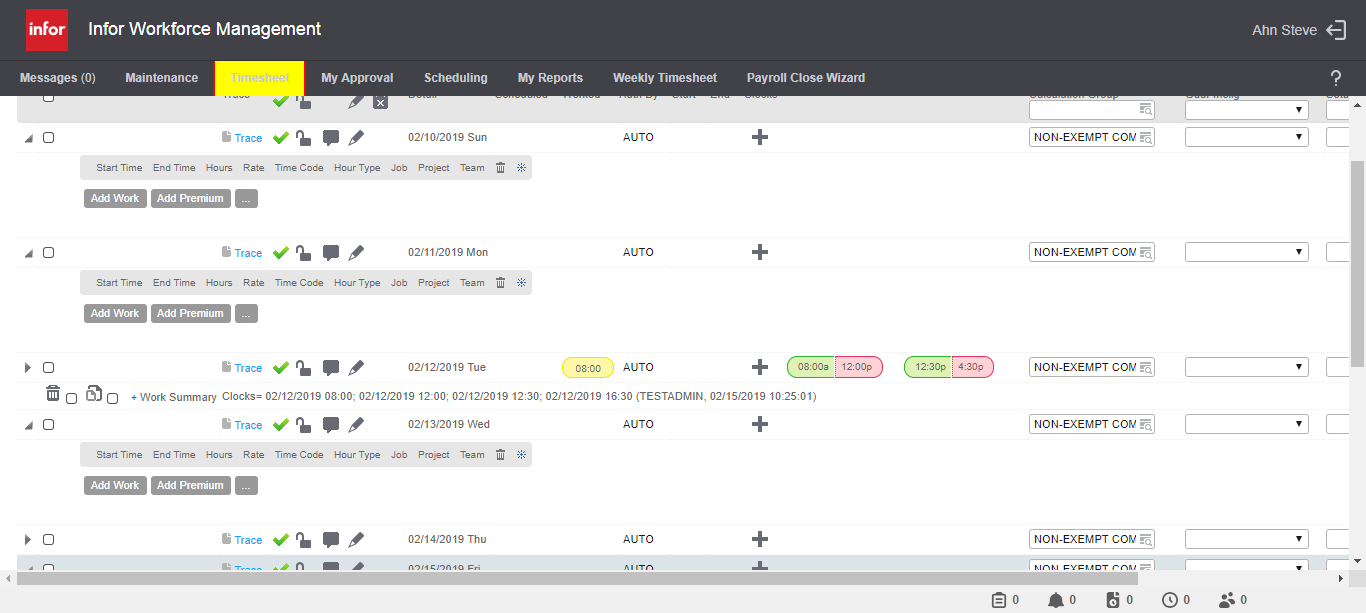 infor Infor Workforce Management Ahn Steve
Messages (0) Maintenance Timesheet My Approval Scheduling My Reports Weekly Timesheet Payroll Close Wizard ?
Trace Detail Scheduled Worked Auth By Start End Clocks Calculation Group
Trace 02/10/2019 Sun AUTO NON-EXEMPT COM
Start Time End Time Hours Rate Time Code Hour Type Job Project Team
Add Work Add Premium ...
Trace 02/11/2019 Mon AUTO NON-EXEMPT COM
Start Time End Time Hours Rate Time Code Hour Type Job Project Team
Add Work Add Premium ...
Trace 02/12/2019 Tue 08:00 AUTO 08:00a 12:00p 12:30p 4:30p NON-EXEMPT COM
+ Work Summary Clocks= 02/12/2019 08:00; 02/12/2019 12:00; 02/12/2019 12:30; 02/12/2019 16:30 (TESTADMIN, 02/15/2019 10:25:01)
Trace 02/13/2019 Wed AUTO NON-EXEMPT COM
Start Time End Time Hours Rate Time Code Hour Type Job Project Team
Add Work Add Premium ...
Trace 02/14/2019 Thu AUTO NON-EXEMPT COM
Trace 02/15/2019 Fri AUTO NON-EXEMPT COM
0 0 0 0 0